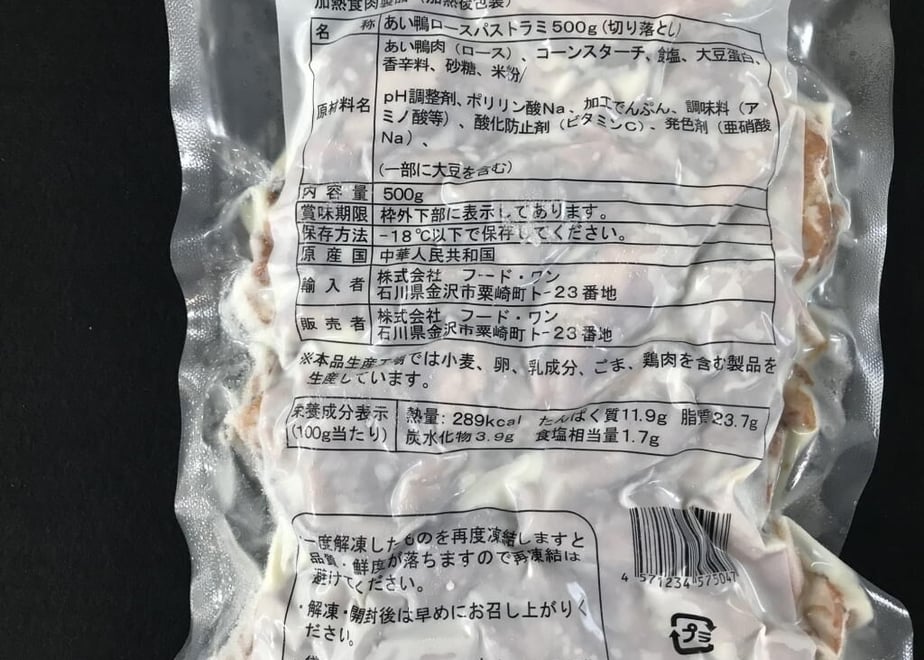 加熱食肉製品（加熱後包装）
名称 あい鴨ロースパストラミ500g（切り落とし）
原材料名 あい鴨肉（ロース）、コーンスターチ、食塩、大豆蛋白、
香辛料、砂糖、米粉/
pH調整剤、ポリリン酸Na、加工でんぷん、調味料（ア
ミノ酸等）、酸化防止剤（ビタミンC）、発色剤（亜硝酸
Na）、
（一部に大豆を含む）
内容量 500g
賞味期限 枠外下部に表示してあります。
保存方法 -18℃以下で保存してください。
原産国 中華人民共和国
輸入者 株式会社 フード・ワン
石川県金沢市粟崎町ト-23番地
販売者 株式会社 フード・ワン
石川県金沢市粟崎町ト-23番地
※本品生産工場では小麦、卵、乳成分、ごま、鶏肉を含む製品を
生産しています。
栄養成分表示 熱量: 289kcal たんぱく質11.9g 脂質23.7g
(100g当たり) 炭水化物3.9g 食塩相当量1.7g
・一度解凍したものを再度凍結しますと
品質・鮮度が落ちますので再凍結は
避けてください。
・解凍・開封後は早めにお召し上がりく
ださい。
4 571234 575047
プラ